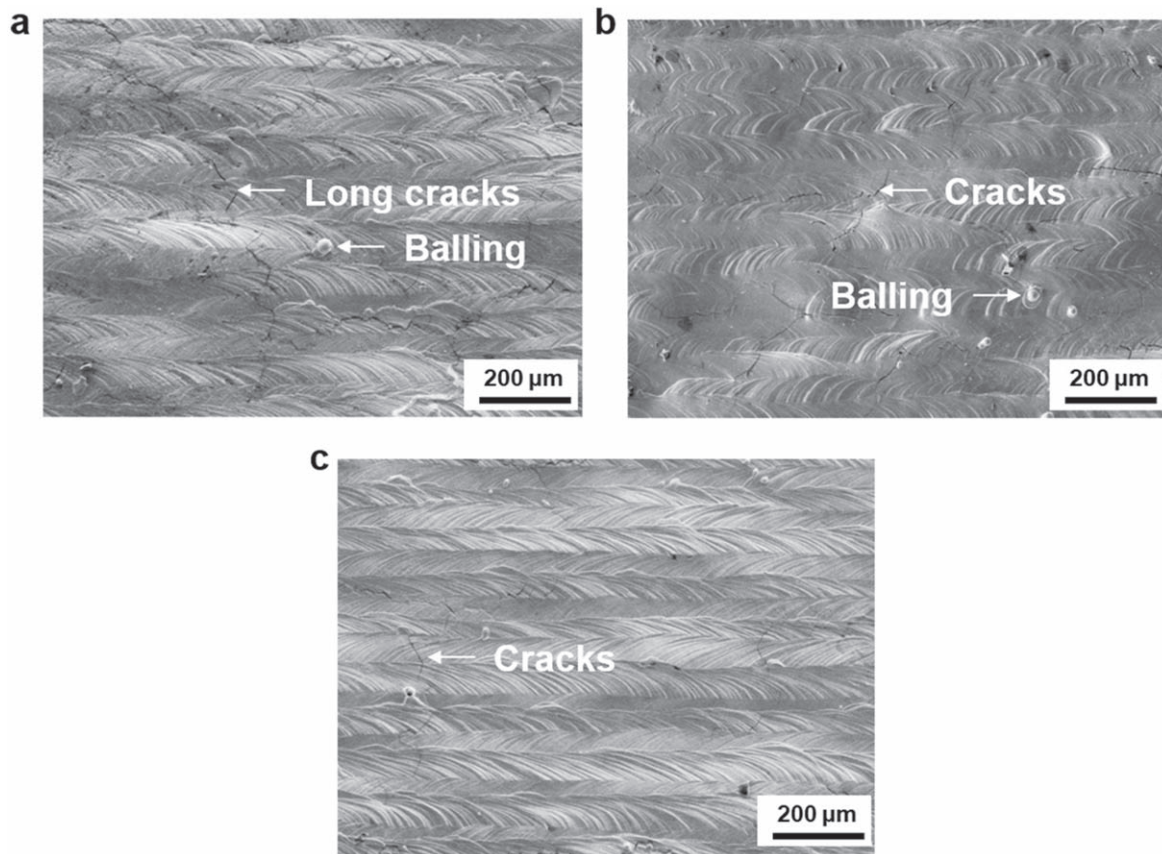 a
b
Long cracks
Balling
200 µm
Cracks
Balling
200 µm
c
Cracks
200 µm